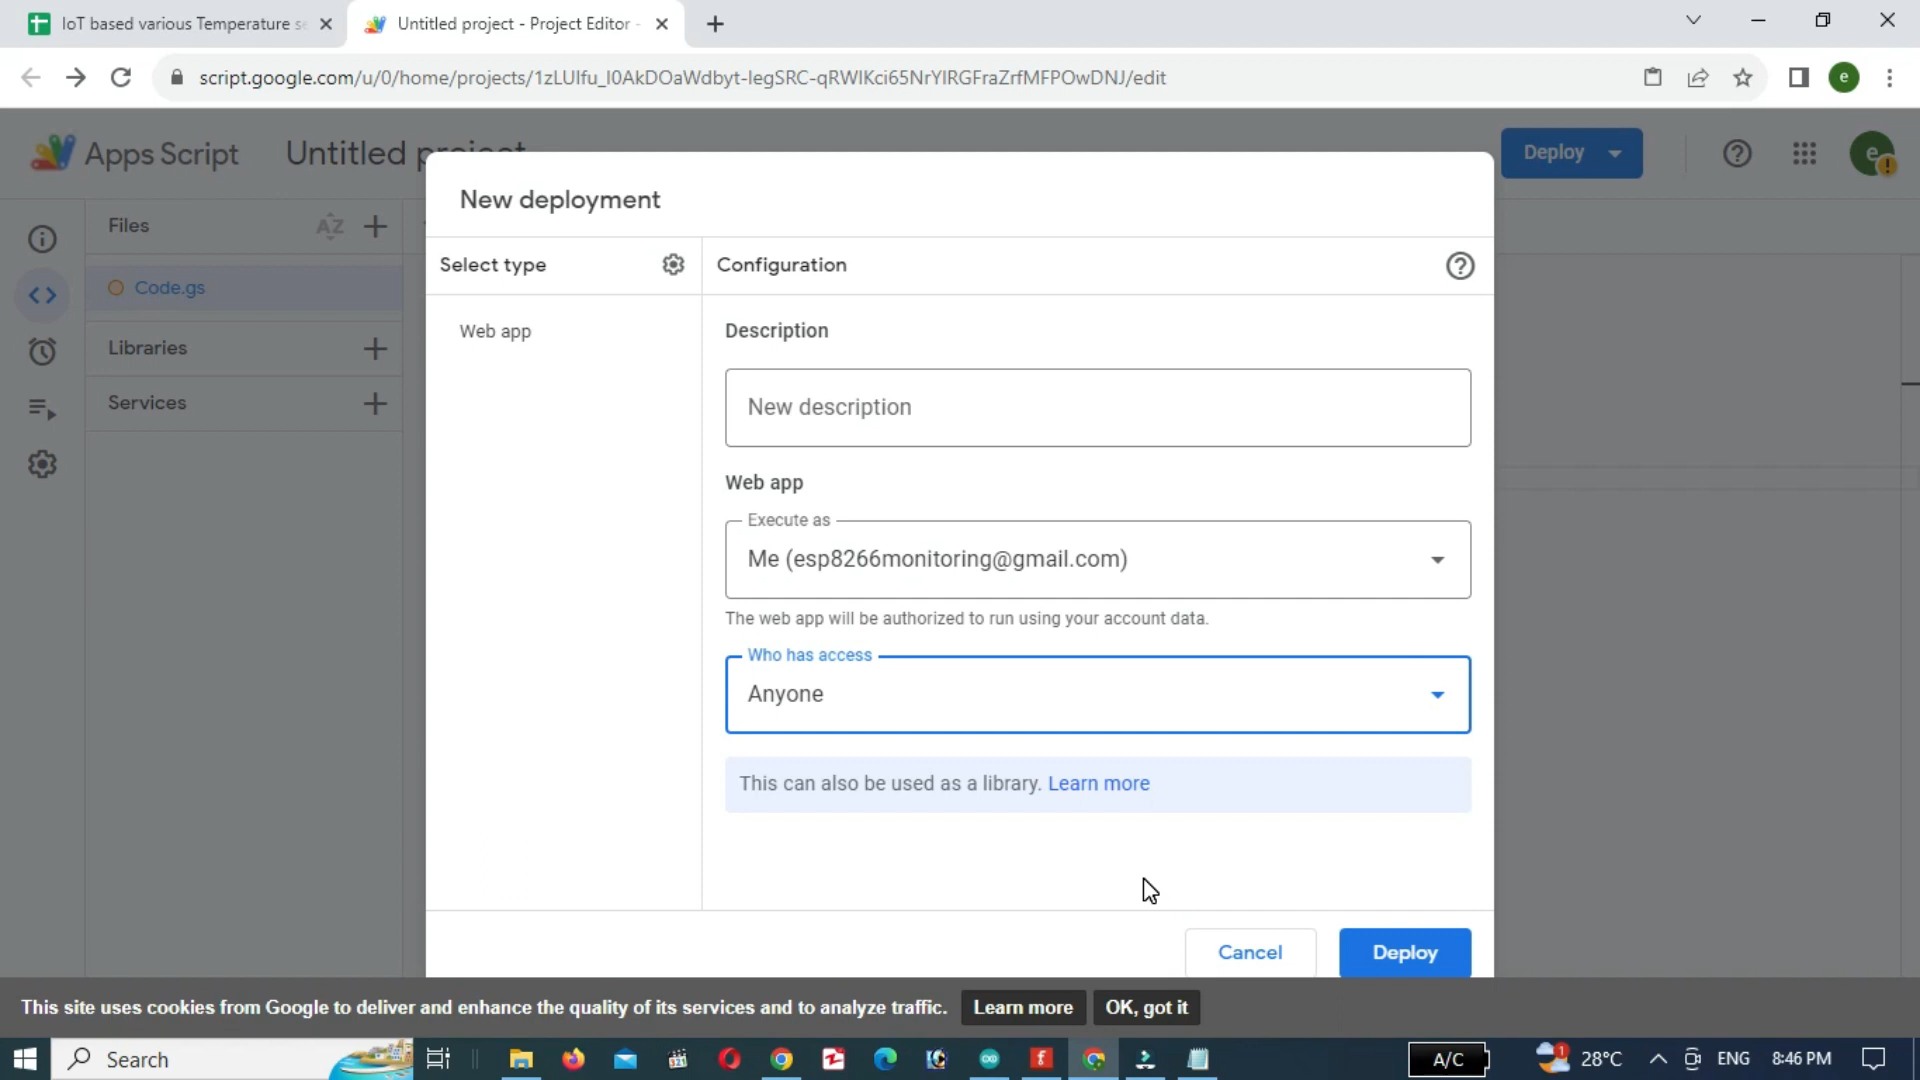 IoT based various Temperature se
Untitled project - Project Editor -
script.google.com/u/0/home/projects/1zLUIfu_I0AkDOaWdbyt-legSRC-qRWIKci65NrYIRGFraZrfMFPOwDNJ/edit
e
Apps Script
Untitled project
Deploy
e
New deployment
Files
AZ
Select type
Configuration
Code.gs
Web app
Description
Libraries
New description
Services
Web app
Execute as
Me (esp8266monitoring@gmail.com)
The web app will be authorized to run using your account data.
Who has access
Anyone
This can also be used as a library. Learn more
Cancel
Deploy
This site uses cookies from Google to deliver and enhance the quality of its services and to analyze traffic.
Learn more
OK, got it
Search
A/C
1
28°C
ENG
8:46 PM